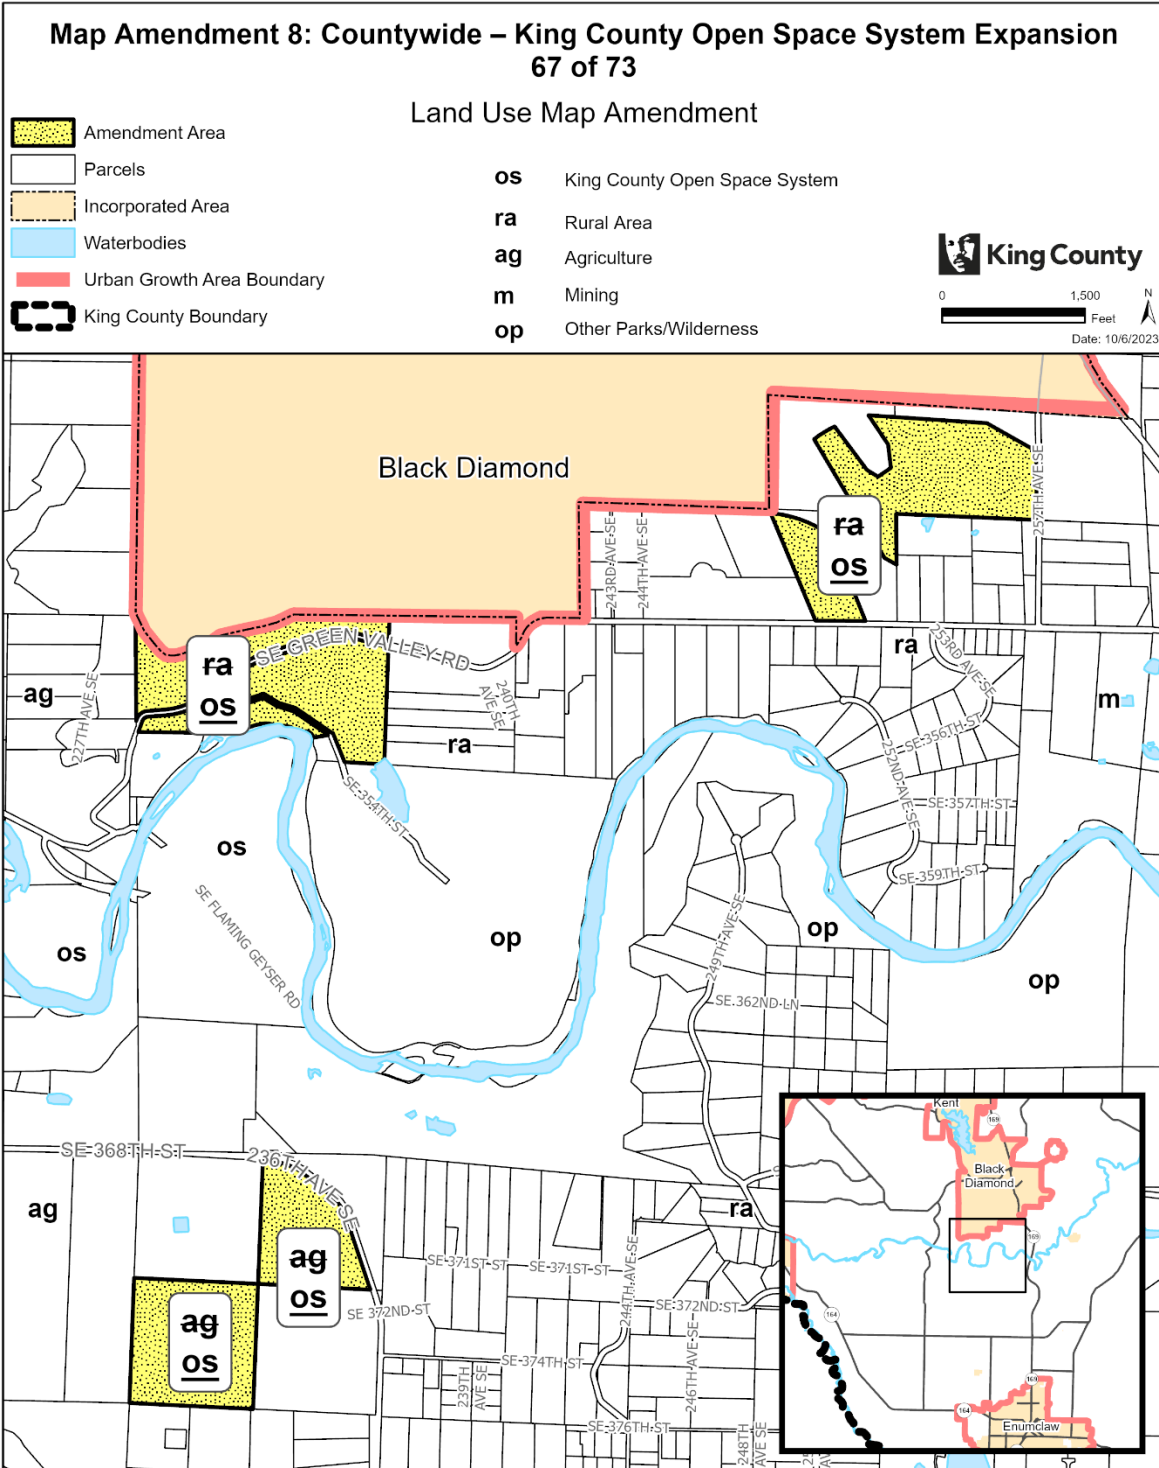 Map Amendment 8: Countywide – King County Open Space System Expansion
67 of 73
Land Use Map Amendment
Amendment Area
Parcels
Incorporated Area
Waterbodies
Urban Growth Area Boundary
King County Boundary
os King County Open Space System
ra Rural Area
ag Agriculture
m Mining
op Other Parks/Wilderness
King County
0 1,500
Feet
N
Date: 10/6/2023
Black Diamond
257TH AVE SE
243RD AVE SE
244TH AVE SE
ra
os
SE GREEN VALLEY RD
ra
os
ag
227TH AVE SE
240TH
AVE SE
ra
ra
253RD AVE SE
m
SE 356TH ST
252ND AVE SE
SE 354TH ST
SE 357TH ST
os
SE 359TH ST
SE FLAMING GEYSER RD
os
op
op
249TH AVE SE
op
SE 362ND LN
SE 368TH ST
236TH AVE SE
ag
ra
ag
os
SE 371ST ST
SE 371ST ST
244TH AVE SE
SE 372ND ST
SE 372ND ST
ag
os
246TH AVE SE
SE 374TH ST
239TH
AVE SE
SE 376TH ST
248TH
AVE SE
Kent
169
Black
Diamond
169
164
169
164
Enumclaw